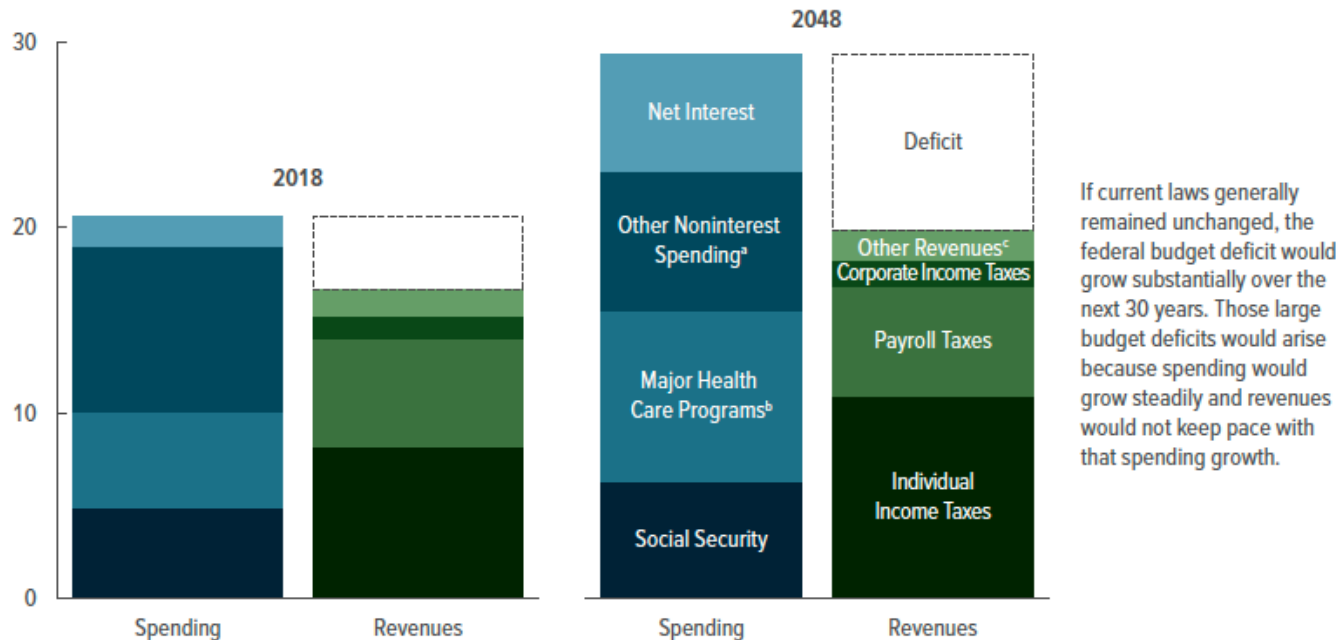 2048
30
Net Interest
Deficit
2018
Other Noninterest
Spendingᵃ
If current laws generally
remained unchanged, the
federal budget deficit would
grow substantially over the
next 30 years. Those large
budget deficits would arise
because spending would
grow steadily and revenues
would not keep pace with
that spending growth.
20
Other Revenuesᶜ
Corporate Income Taxes
Payroll Taxes
Major Health
Care Programsᵇ
10
Individual
Income Taxes
Social Security
0
Spending
Revenues
Spending
Revenues